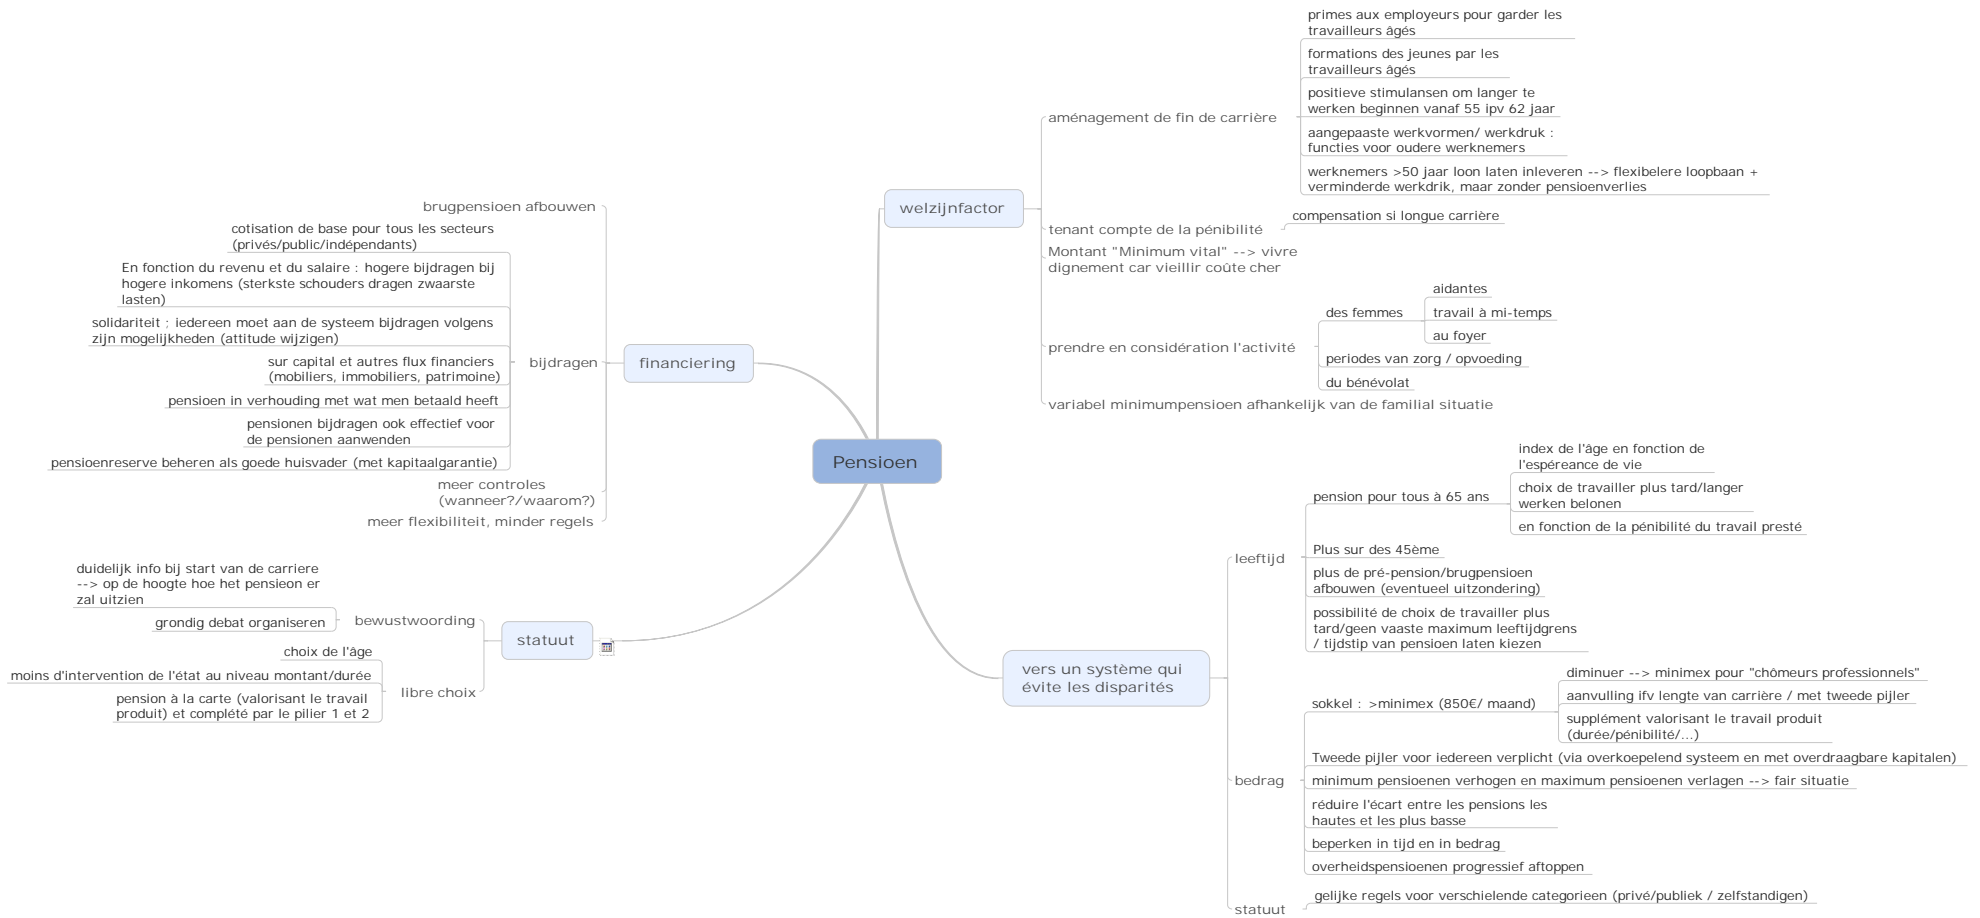 Pensioen
welzijnfactor
aménagement de fin de carrière
primes aux employeurs pour garder les
travailleurs âgés
formations des jeunes par les
travailleurs âgés
positieve stimulansen om langer te
werken beginnen vanaf 55 ipv 62 jaar
aangepaaste werkvormen/ werkdruk :
functies voor oudere werknemers
werknemers >50 jaar loon laten inleveren --> flexibelere loopbaan +
verminderde werkdrik, maar zonder pensioenverlies
tenant compte de la pénibilité
compensation si longue carrière
Montant "Minimum vital" --> vivre
dignement car vieillir coûte cher
prendre en considération l'activité
des femmes
aidantes
travail à mi-temps
au foyer
periodes van zorg / opvoeding
du bénévolat
variabel minimumpensioen afhankelijk van de familial situatie
vers un système qui
évite les disparités
leeftijd
pension pour tous à 65 ans
index de l'âge en fonction de
l'espéreance de vie
choix de travailler plus tard/langer
werken belonen
en fonction de la pénibilité du travail presté
Plus sur des 45ème
plus de pré-pension/brugpensioen
afbouwen (eventueel uitzondering)
possibilité de choix de travailler plus
tard/geen vaaste maximum leeftijdgrens
/ tijdstip van pensioen laten kiezen
bedrag
sokkel : >minimex (850€/ maand)
diminuer --> minimex pour "chômeurs professionnels"
aanvulling ifv lengte van carrière / met tweede pijler
supplément valorisant le travail produit
(durée/pénibilité/...)
Tweede pijler voor iedereen verplicht (via overkoepelend systeem en met overdraagbare kapitalen)
minimum pensioenen verhogen en maximum pensioenen verlagen --> fair situatie
réduire l'écart entre les pensions les
hautes et les plus basse
beperken in tijd en in bedrag
overheidspensioenen progressief aftoppen
statuut
gelijke regels voor verschielende categorieen (privé/publiek / zelfstandigen)
financiering
brugpensioen afbouwen
bijdragen
cotisation de base pour tous les secteurs
(privés/public/indépendants)
En fonction du revenu et du salaire : hogere bijdragen bij
hogere inkomens (sterkste schouders dragen zwaarste
lasten)
solidariteit ; iedereen moet aan de systeem bijdragen volgens
zijn mogelijkheden (attitude wijzigen)
sur capital et autres flux financiers
(mobiliers, immobiliers, patrimoine)
pensioen in verhouding met wat men betaald heeft
pensionen bijdragen ook effectief voor
de pensionen aanwenden
pensioenreserve beheren als goede huisvader (met kapitaalgarantie)
meer controles
(wanneer?/waarom?)
meer flexibiliteit, minder regels
statuut
bewustwoording
duidelijk info bij start van de carriere
--> op de hoogte hoe het pensieon er
zal uitzien
grondig debat organiseren
libre choix
choix de l'âge
moins d'intervention de l'état au niveau montant/durée
pension à la carte (valorisant le travail
produit) et complété par le pilier 1 et 2